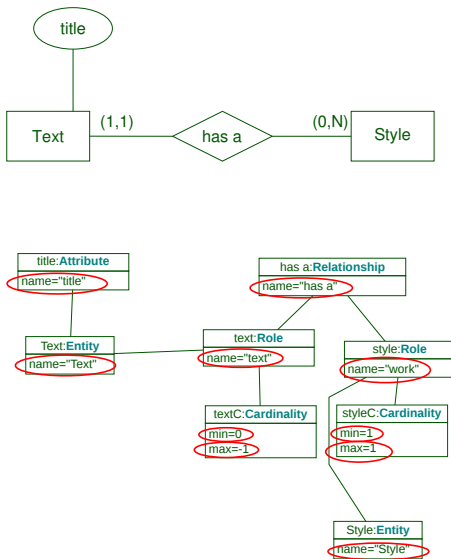 title
Text
(1,1)
has a
(0,N)
Style
title:Attribute
name="title"
has a:Relationship
name="has a"
Text:Entity
name="Text"
text:Role
name="text"
style:Role
name="work"
textC:Cardinality
min=0
max=-1
styleC:Cardinality
min=1
max=1
Style:Entity
name="Style"